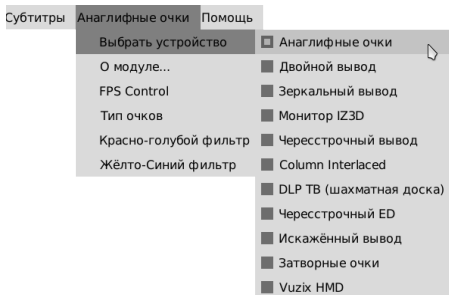 Субтитры Анаглифные очки Помощь
Выбрать устройство
О модуле...
FPS Control
Тип очков
Красно-голубой фильтр
Жёлто-Синий фильтр
Анаглифные очки
Двойной вывод
Зеркальный вывод
Монитор IZ3D
Чересстрочный вывод
Column Interlaced
DLP ТВ (шахматная доска)
Чересстрочный ED
Искажённый вывод
Затворные очки
Vuzix HMD